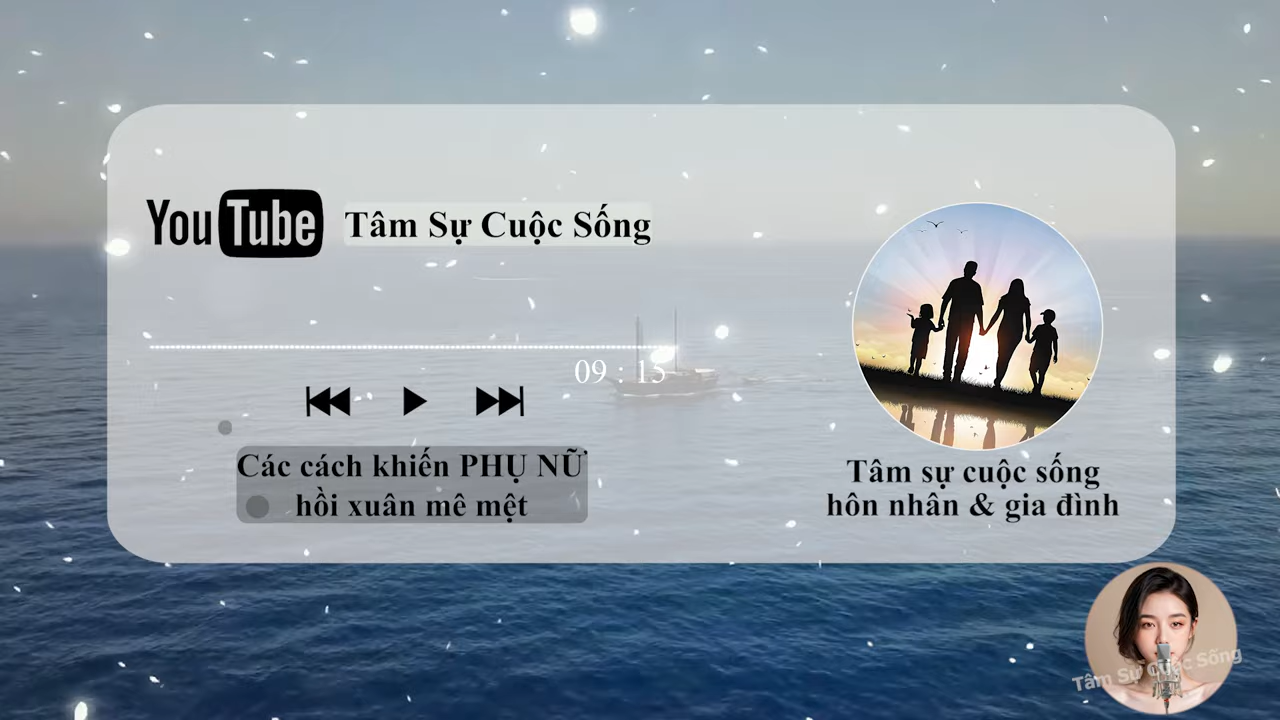 YouTube
Tâm Sự Cuộc Sống
09 : 15
Các cách khiến PHỤ NỮ
hồi xuân mê mệt
Tâm sự cuộc sống
hôn nhân & gia đình
Tâm Sự Cuộc Sống